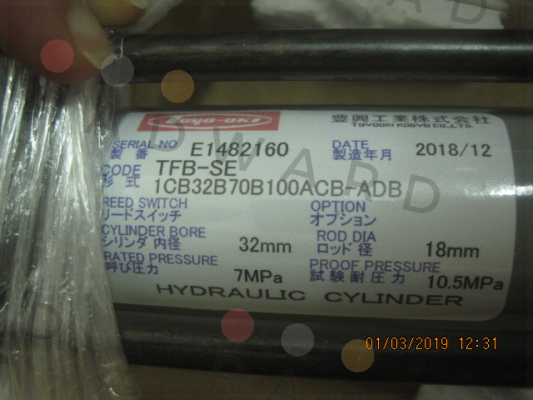 Toyo-oki 豊興工業株式会社
TOYOOKI KOGYO CO.,LTD.
SERIAL NO E1482160 DATE 2018/12
製番 製造年月
CODE TFB-SE
形式 1CB32B70B100ACB-ADB
REED SWITCH OPTION
リードスイッチ オプション
CYLINDER BORE 32mm ROD DIA 18mm
シリンダ 内径 ロッド 径
RATED PRESSURE 7MPa PROOF PRESSURE 10.5MPa
呼び圧力 試験耐圧力
HYDRAULIC CYLINDER
01/03/2019 12:31